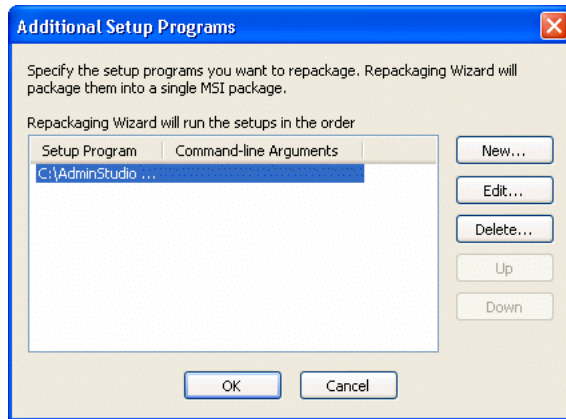 Additional Setup Programs
Specify the setup programs you want to repackage. Repackaging Wizard will
package them into a single MSI package.
Repackaging Wizard will run the setups in the order
Setup Program Command-line Arguments
C:\AdminStudio ...
New...
Edit...
Delete...
Up
Down
OK Cancel